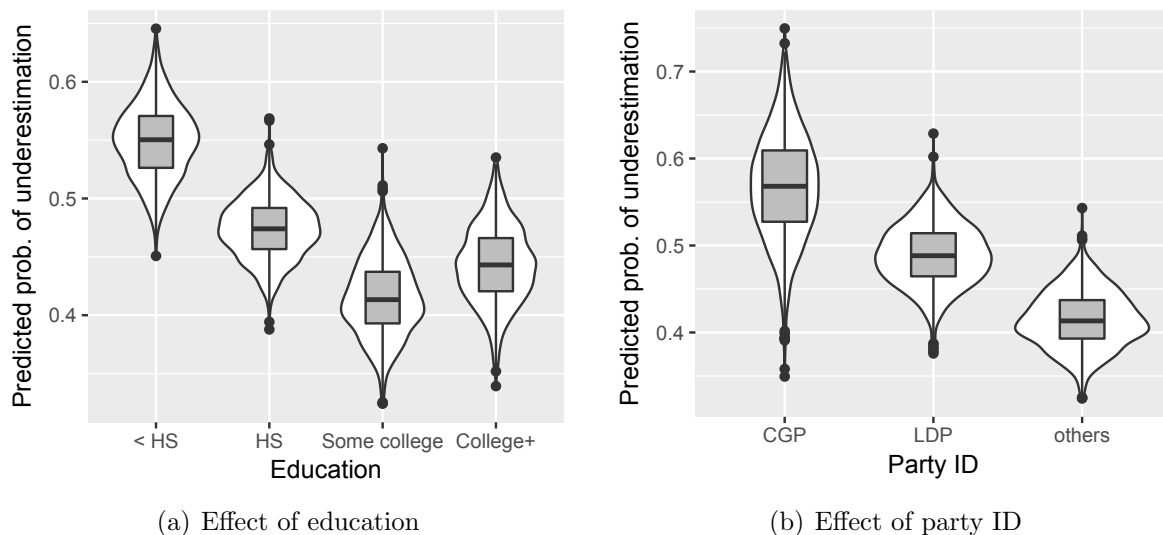 Predicted prob. of underestimation
0.6
0.5
0.4
< HS
HS
Some college
College+
Education
(a) Effect of education
Predicted prob. of underestimation
0.7
0.6
0.5
0.4
CGP
LDP
others
Party ID
(b) Effect of party ID